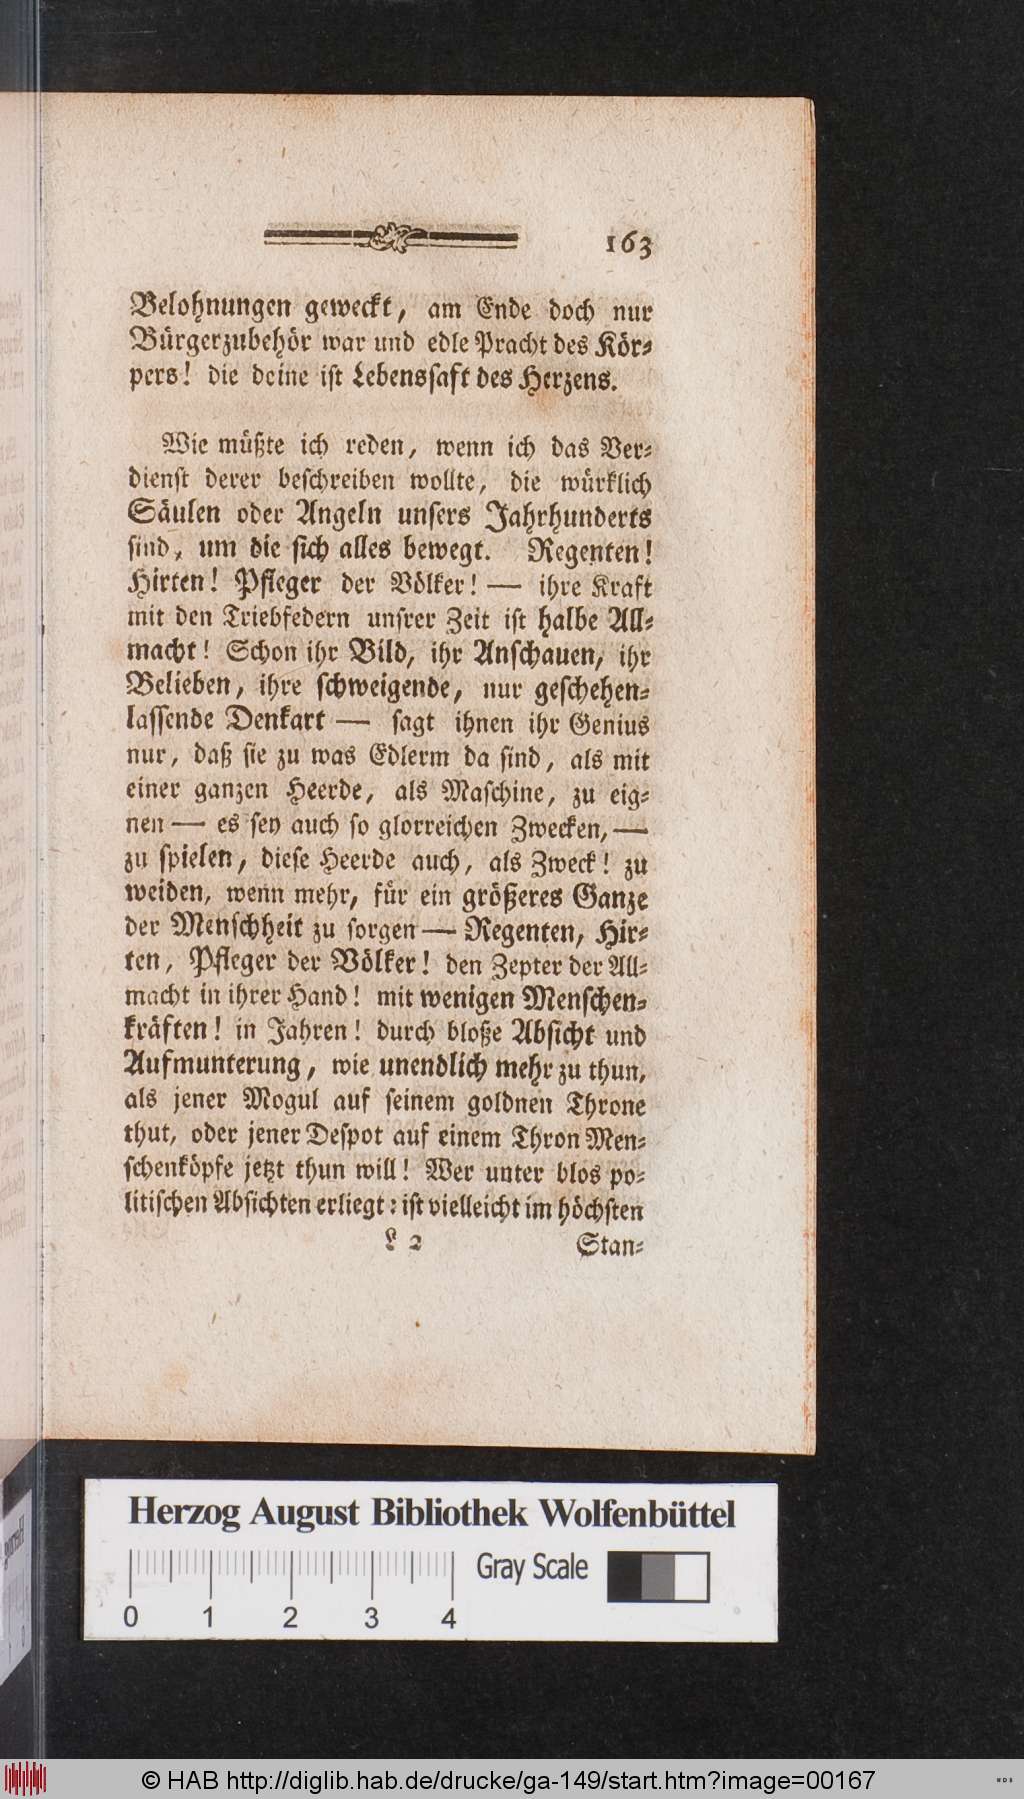 163
Belohnungen geweckt, am Ende doch nur
Bürgerzubehör war und edle Pracht des Kör-
pers! die deine ist Lebenssaft des Herzens.
Wie müßte ich reden, wenn ich das Ver-
dienst derer beschreiben wollte, die würklich
Säulen oder Angeln unsers Jahrhunderts
sind, um die sich alles bewegt. Regenten!
Hirten! Pfleger der Völker! — ihre Kraft
mit den Triebfedern unsrer Zeit ist halbe All-
macht! Schon ihr Bild, ihr Anschauen, ihr
Belieben, ihre schweigende, nur geschehen-
lassende Denkart — sagt ihnen ihr Genius
nur, daß sie zu was Edlerm da sind, als mit
einer ganzen Heerde, als Maschine, zu eig-
nen — es sey auch so glorreichen Zwecken, —
zu spielen, diese Heerde auch, als Zweck! zu
weiden, wenn mehr, für ein größeres Ganze
der Menschheit zu sorgen — Regenten, Hir-
ten, Pfleger der Völker! den Zepter der All-
macht in ihrer Hand! mit wenigen Menschen-
kräften! in Jahren! durch bloße Absicht und
Aufmunterung, wie unendlich mehr zu thun,
als jener Mogul auf seinem goldnen Throne
thut, oder jener Despot auf einem Thron Men-
schenköpfe jetzt thun will! Wer unter blos po-
litischen Absichten erliegt: ist vielleicht im höchsten
L 2 Stan-
Herzog August Bibliothek Wolfenbüttel
Gray Scale
0 1 2 3 4
© HAB http://diglib.hab.de/drucke/ga-149/start.htm?image=00167